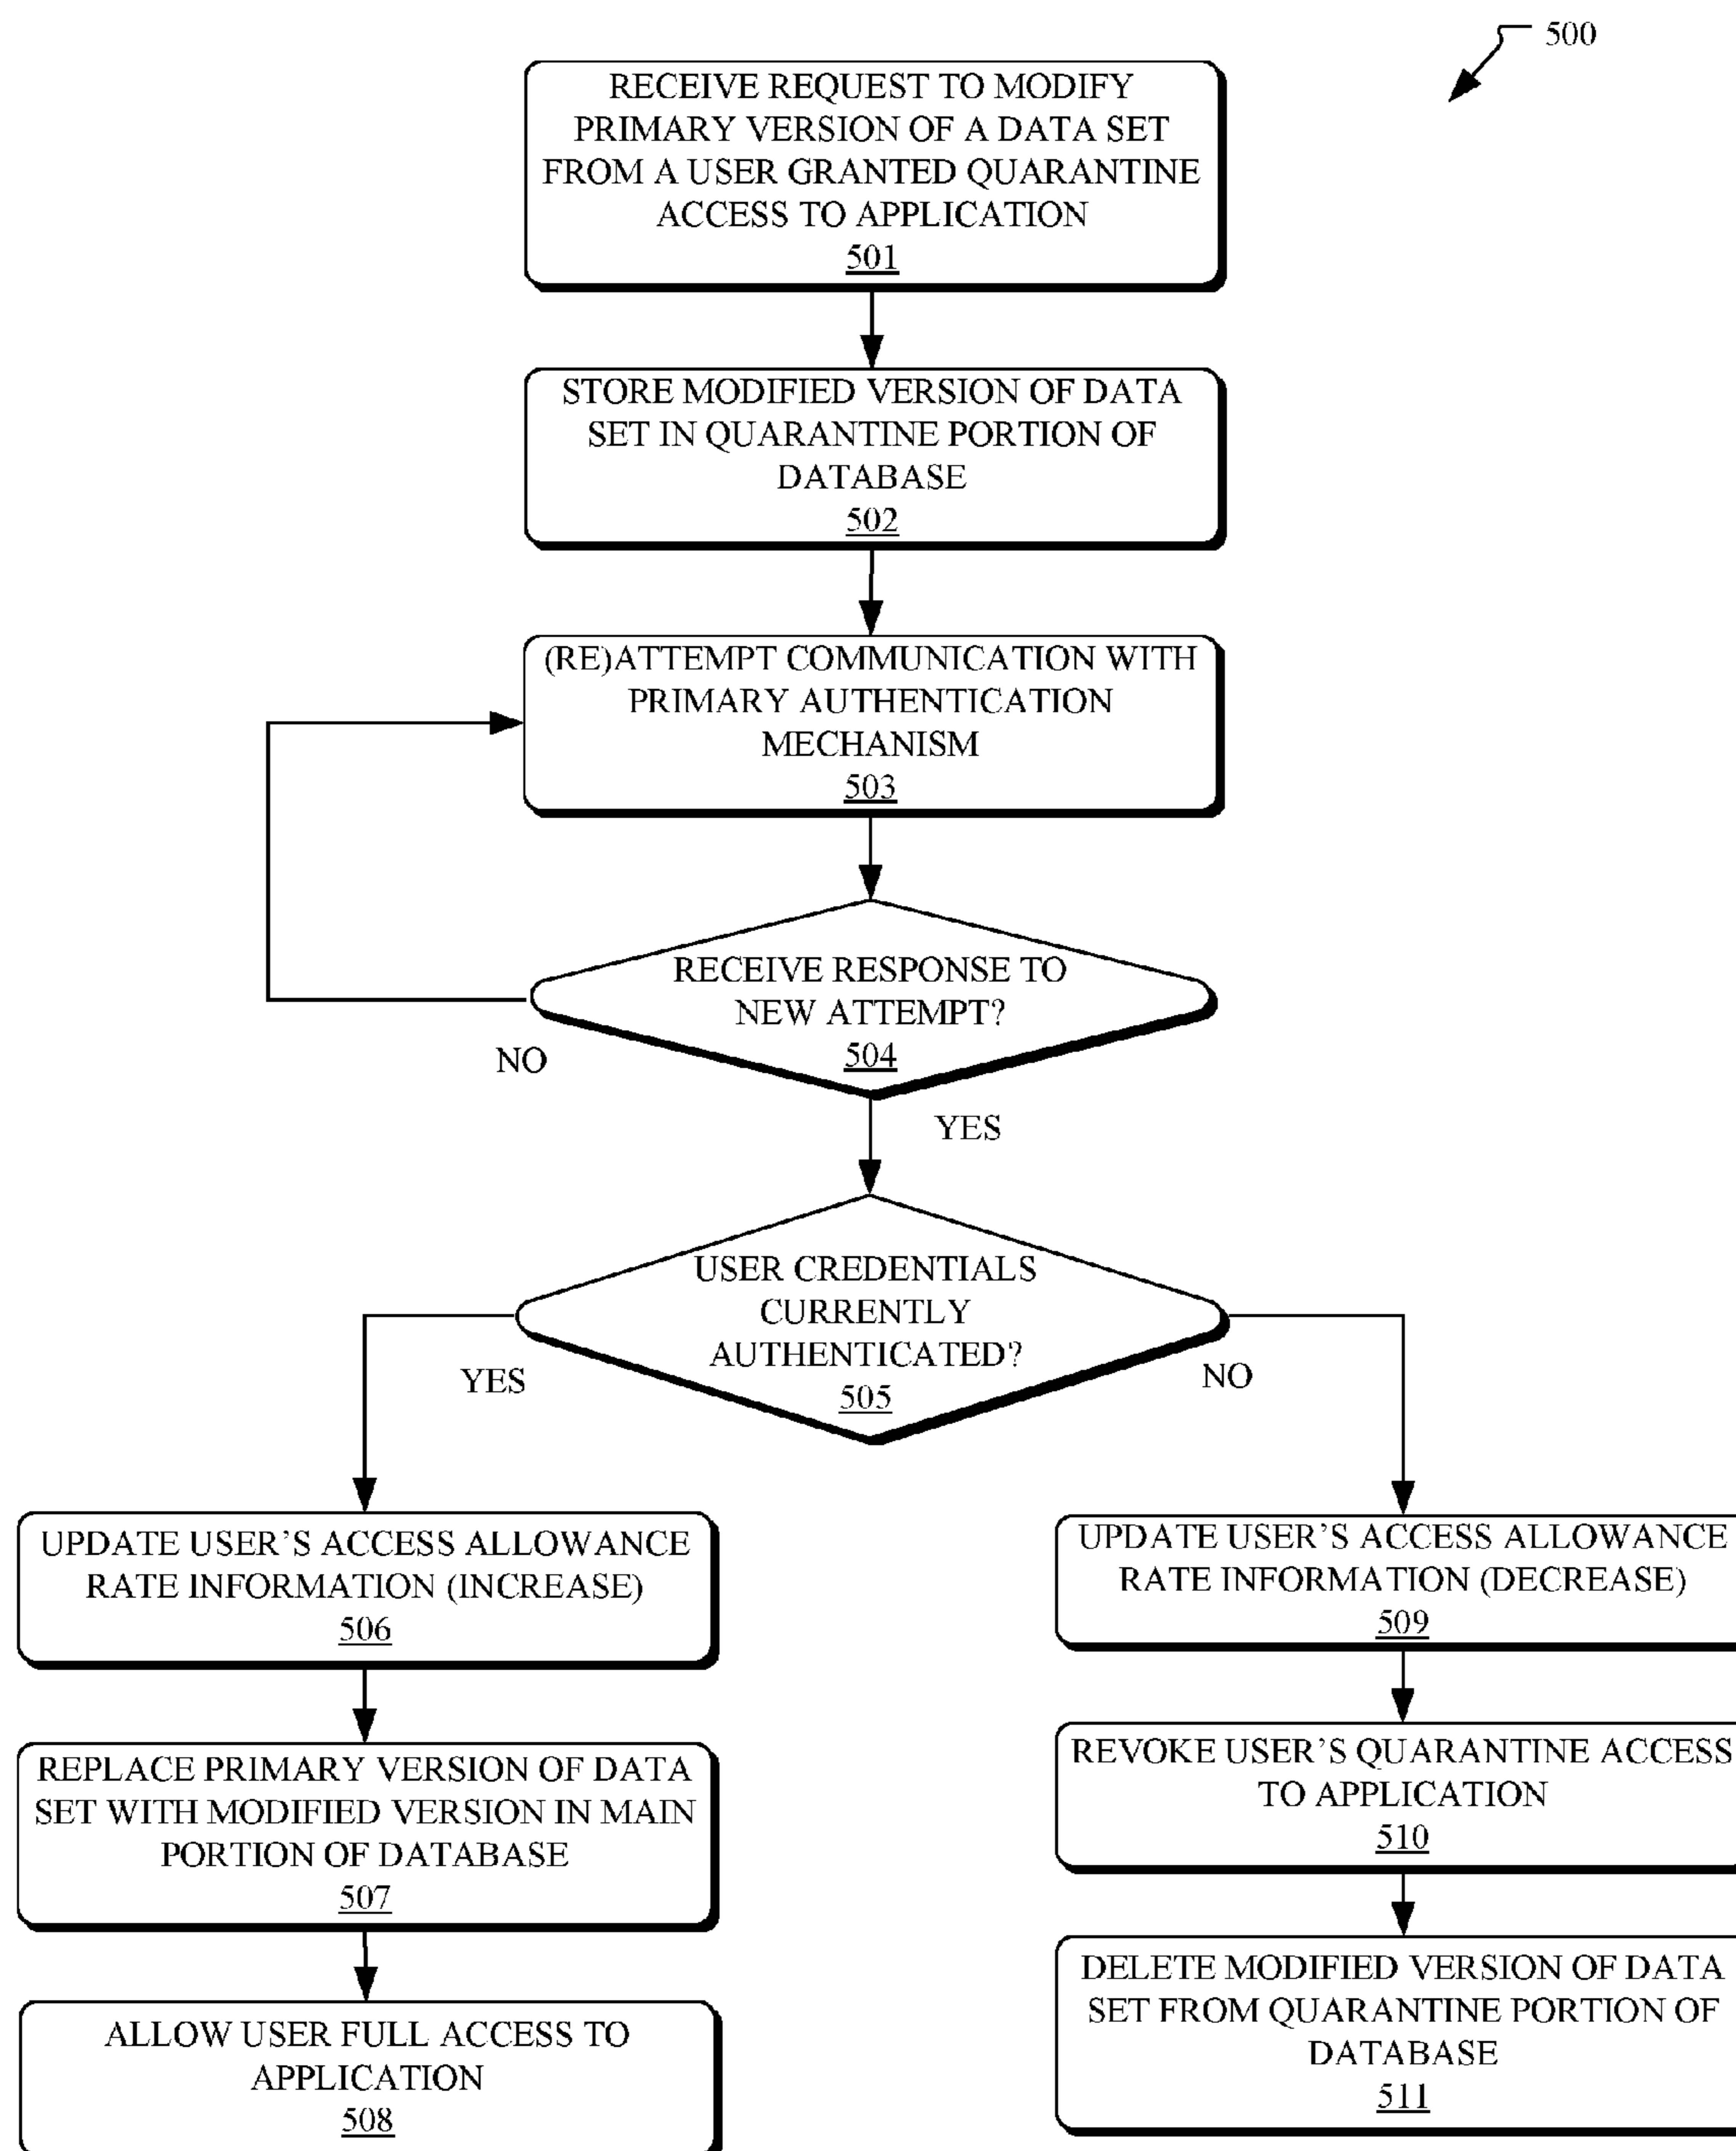 500
RECEIVE REQUEST TO MODIFY
PRIMARY VERSION OF A DATA SET
FROM A USER GRANTED QUARANTINE
ACCESS TO APPLICATION
501
STORE MODIFIED VERSION OF DATA
SET IN QUARANTINE PORTION OF
DATABASE
502
(RE)ATTEMPT COMMUNICATION WITH
PRIMARY AUTHENTICATION
MECHANISM
503
RECEIVE RESPONSE TO
NEW ATTEMPT?
504
NO
YES
USER CREDENTIALS
CURRENTLY
AUTHENTICATED?
505
YES
NO
UPDATE USER'S ACCESS ALLOWANCE
RATE INFORMATION (INCREASE)
506
REPLACE PRIMARY VERSION OF DATA
SET WITH MODIFIED VERSION IN MAIN
PORTION OF DATABASE
507
ALLOW USER FULL ACCESS TO
APPLICATION
508
UPDATE USER'S ACCESS ALLOWANCE
RATE INFORMATION (DECREASE)
509
REVOKE USER'S QUARANTINE ACCESS
TO APPLICATION
510
DELETE MODIFIED VERSION OF DATA
SET FROM QUARANTINE PORTION OF
DATABASE
511